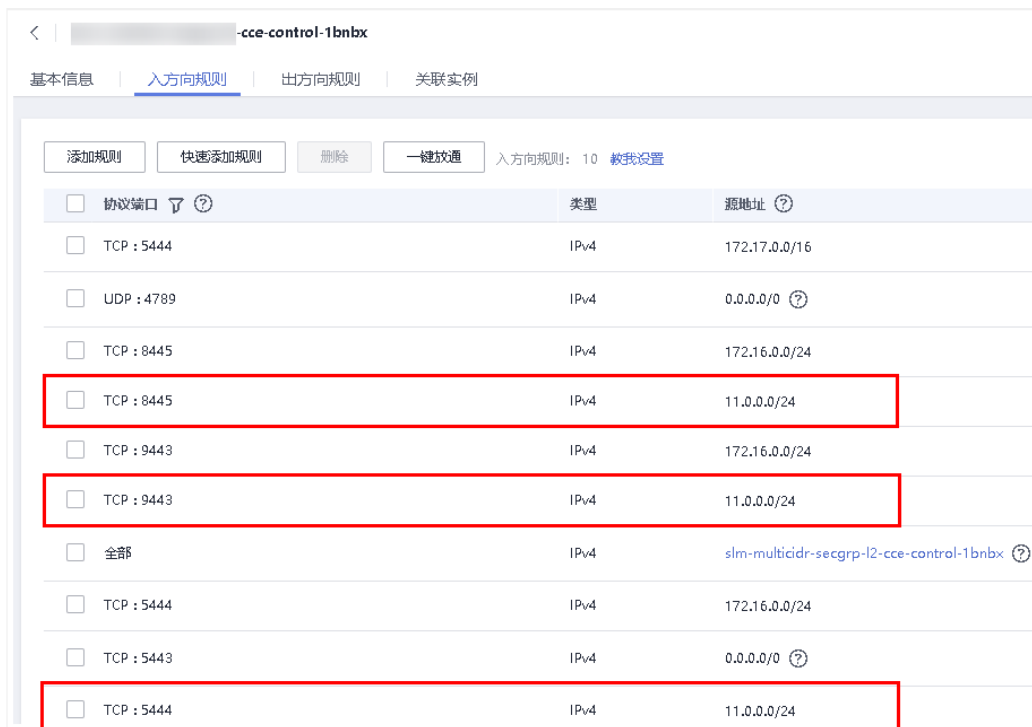 -cce-control-1bnbx
基本信息 入方向规则 出方向规则 关联实例
添加规则 快速添加规则 删除 一键放通 入方向规则: 10 教我设置
协议端口 类型 源地址
TCP : 5444 IPv4 172.17.0.0/16
UDP : 4789 IPv4 0.0.0.0/0
TCP : 8445 IPv4 172.16.0.0/24
TCP : 8445 IPv4 11.0.0.0/24
TCP : 9443 IPv4 172.16.0.0/24
TCP : 9443 IPv4 11.0.0.0/24
全部 IPv4 slm-multicidr-secgrp-l2-cce-control-1bnbx
TCP : 5444 IPv4 172.16.0.0/24
TCP : 5443 IPv4 0.0.0.0/0
TCP : 5444 IPv4 11.0.0.0/24